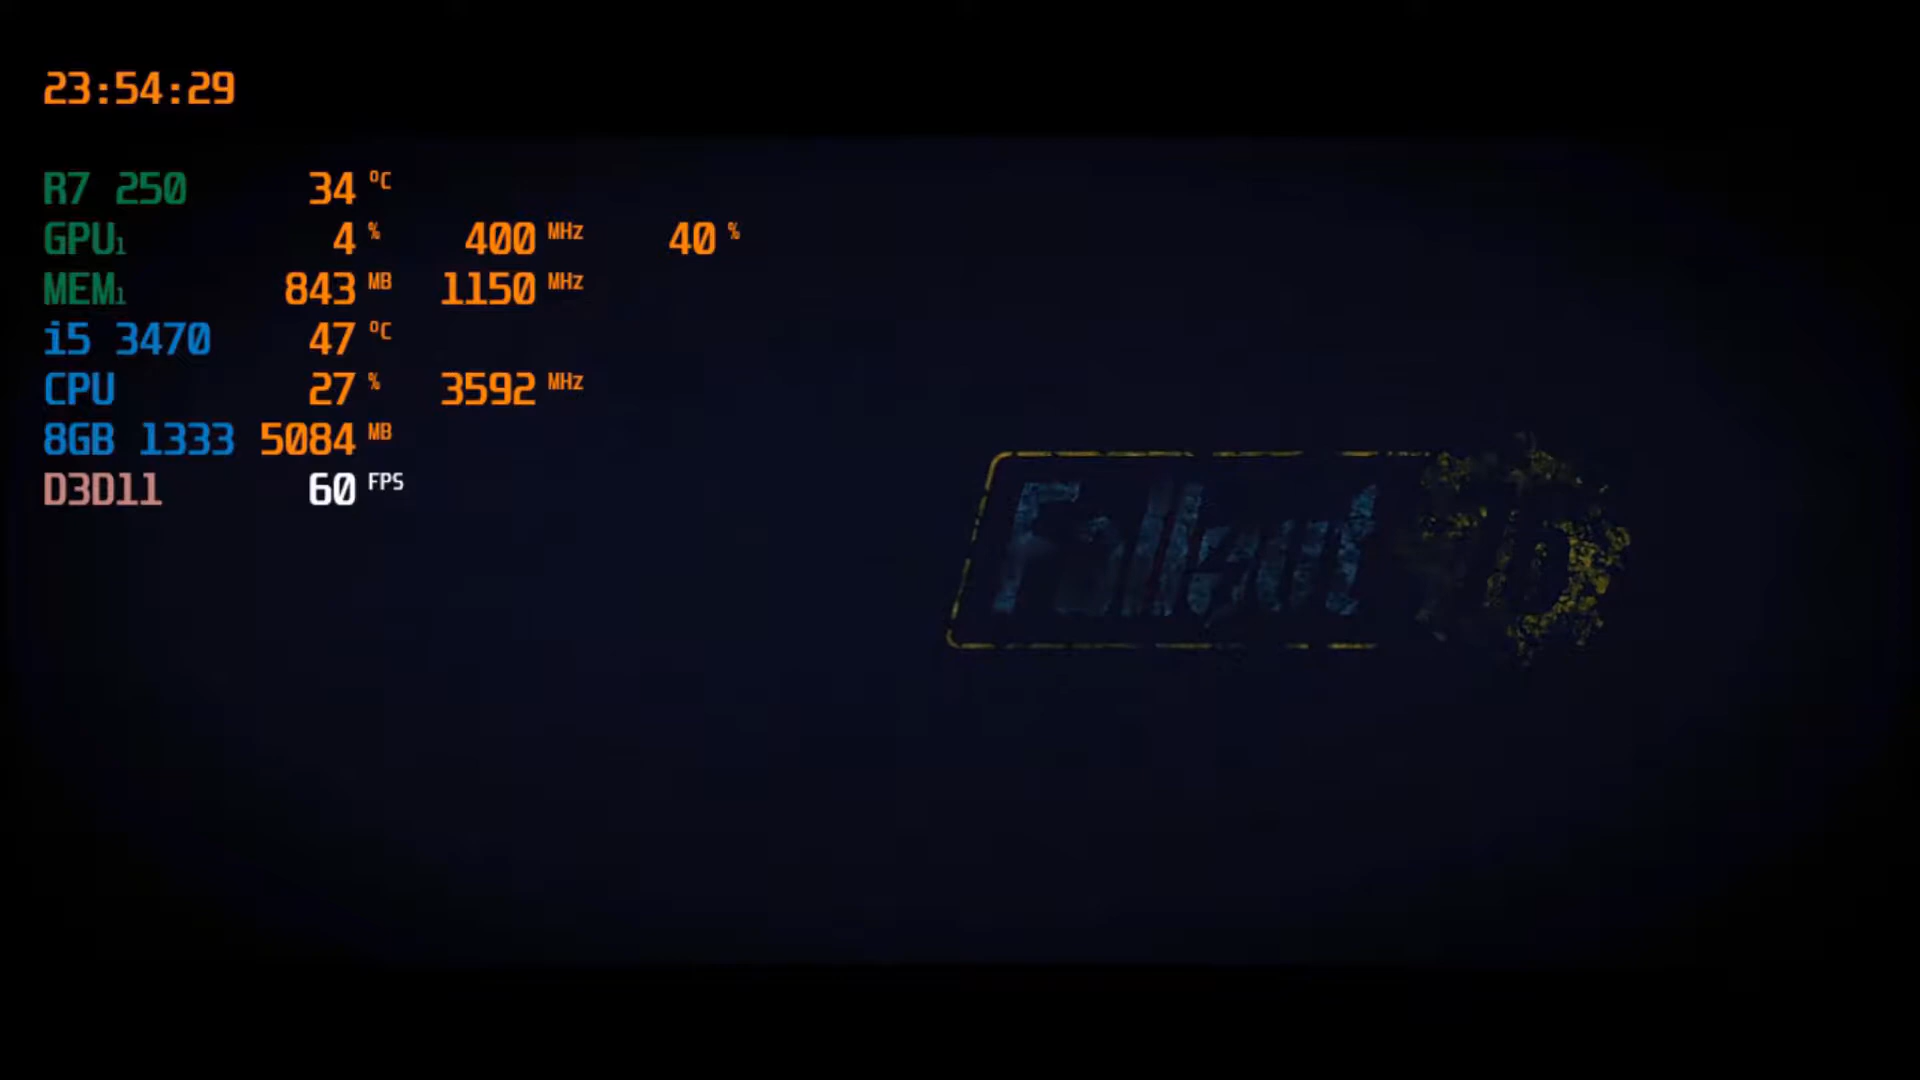 23:54:29
R7 250 34 °C
GPU1 4 % 400 MHz 40 %
MEM1 843 MB 1150 MHz
i5 3470 47 °C
CPU 27 % 3592 MHz
8GB 1333 5084 MB
D3D11 60 FPS
Fallout 76